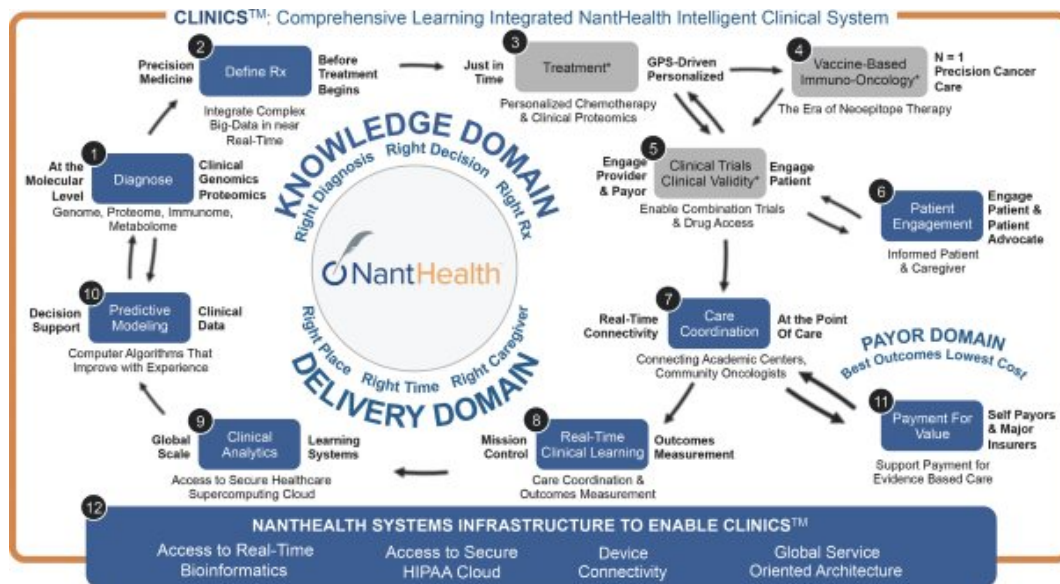 CLINICS™: Comprehensive Learning Integrated NantHealth Intelligent Clinical System
2
Precision
Medicine
Define Rx
Before
Treatment
Begins
Integrate Complex
Big-Data in near
Real-Time
3
Just in
Time
Treatment*
GPS-Driven
Personalized
Personalized Chemotherapy
& Clinical Proteomics
4
Vaccine-Based
Immuno-Oncology*
N = 1
Precision Cancer
Care
The Era of Neoepitope Therapy
1
At the
Molecular
Level
Diagnose
Clinical
Genomics
Proteomics
Genome, Proteome, Immunome,
Metabolome
KNOWLEDGE DOMAIN
Right Diagnosis Right Decision Right Rx
NantHealth
Right Place Right Time Right Caregiver
DELIVERY DOMAIN
5
Engage
Provider
& Payor
Clinical Trials
Clinical Validity*
Engage
Patient
Enable Combination Trials
& Drug Access
6
Patient
Engagement
Engage
Patient &
Patient
Advocate
Informed Patient
& Caregiver
10
Decision
Support
Predictive
Modeling
Clinical
Data
Computer Algorithms That
Improve with Experience
7
Real-Time
Connectivity
Care
Coordination
At the Point
Of Care
Connecting Academic Centers,
Community Oncologists
PAYOR DOMAIN
Best Outcomes Lowest Cost
11
Payment For
Value
Self Payors
& Major
Insurers
Support Payment for
Evidence Based Care
9
Global
Scale
Clinical
Analytics
Learning
Systems
Access to Secure Healthcare
Supercomputing Cloud
8
Mission
Control
Real-Time
Clinical Learning
Outcomes
Measurement
Care Coordination &
Outcomes Measurement
12
NANTHEALTH SYSTEMS INFRASTRUCTURE TO ENABLE CLINICS™
Access to Real-Time
Bioinformatics
Access to Secure
HIPAA Cloud
Device
Connectivity
Global Service
Oriented Architecture